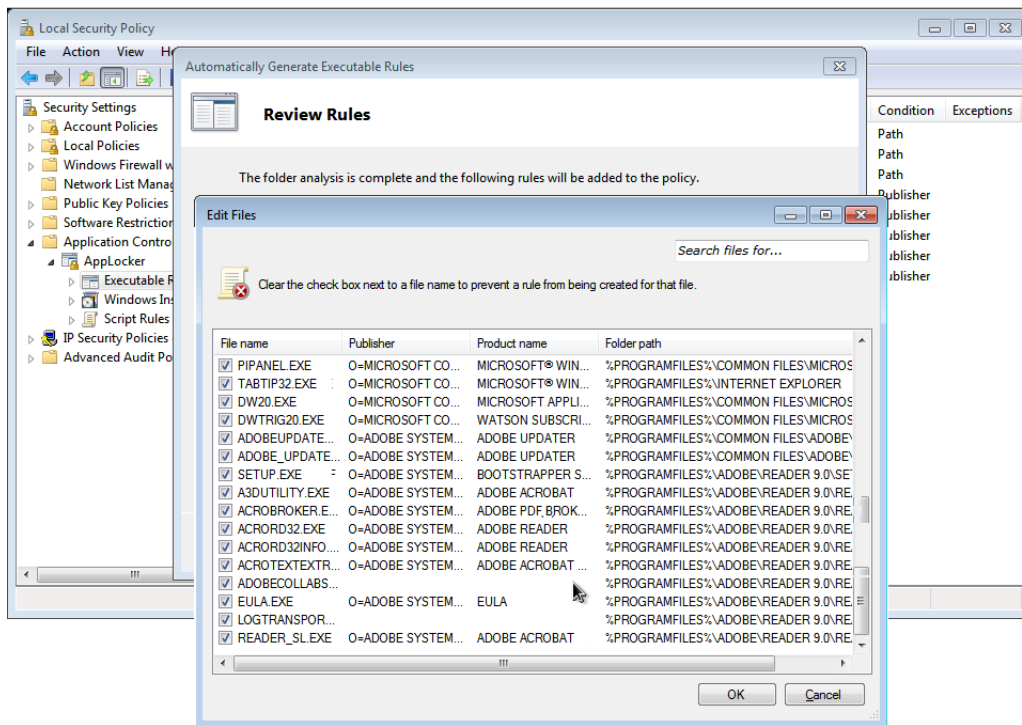 Local Security Policy
File Action View He
Automatically Generate Executable Rules
Review Rules
The folder analysis is complete and the following rules will be added to the policy.
Security Settings
Account Policies
Local Policies
Windows Firewall w
Network List Manag
Public Key Policies
Software Restriction
Application Contro
AppLocker
Executable R
Windows Ins
Script Rules
IP Security Policies
Advanced Audit Po
Condition Exceptions
Path
Path
Path
Publisher
ublisher
ublisher
ublisher
ublisher
Edit Files
Search files for...
Clear the check box next to a file name to prevent a rule from being created for that file.
File name Publisher Product name Folder path
PIPANEL.EXE O=MICROSOFT CO... MICROSOFT® WIN... %PROGRAMFILES%\COMMON FILES\MICROS
TABTIP32.EXE O=MICROSOFT CO... MICROSOFT® WIN... %PROGRAMFILES%\INTERNET EXPLORER
DW20.EXE O=MICROSOFT CO... MICROSOFT APPLI... %PROGRAMFILES%\COMMON FILES\MICROS
DWTRIG20.EXE O=MICROSOFT CO... WATSON SUBSCRI... %PROGRAMFILES%\COMMON FILES\MICROS
ADOBEUPDATE... O=ADOBE SYSTEM... ADOBE UPDATER %PROGRAMFILES%\COMMON FILES\ADOBE\
ADOBE_UPDATE... O=ADOBE SYSTEM... ADOBE UPDATER %PROGRAMFILES%\COMMON FILES\ADOBE\
SETUP.EXE O=ADOBE SYSTEM... BOOTSTRAPPER S... %PROGRAMFILES%\ADOBE\READER 9.0\SE
A3DUTILITY.EXE O=ADOBE SYSTEM... ADOBE ACROBAT %PROGRAMFILES%\ADOBE\READER 9.0\RE
ACROBROKER.E... O=ADOBE SYSTEM... ADOBE PDF BROK... %PROGRAMFILES%\ADOBE\READER 9.0\RE
ACRORD32.EXE O=ADOBE SYSTEM... ADOBE READER %PROGRAMFILES%\ADOBE\READER 9.0\RE
ACRORD32INFO.... O=ADOBE SYSTEM... ADOBE READER %PROGRAMFILES%\ADOBE\READER 9.0\RE
ACROTEXTEXTR... O=ADOBE SYSTEM... ADOBE ACROBAT ... %PROGRAMFILES%\ADOBE\READER 9.0\RE
ADOBECOLLABS... %PROGRAMFILES%\ADOBE\READER 9.0\RE
EULA.EXE O=ADOBE SYSTEM... EULA %PROGRAMFILES%\ADOBE\READER 9.0\RE
LOGTRANSPOR... %PROGRAMFILES%\ADOBE\READER 9.0\RE
READER_SL.EXE O=ADOBE SYSTEM... ADOBE ACROBAT %PROGRAMFILES%\ADOBE\READER 9.0\RE
OK Cancel